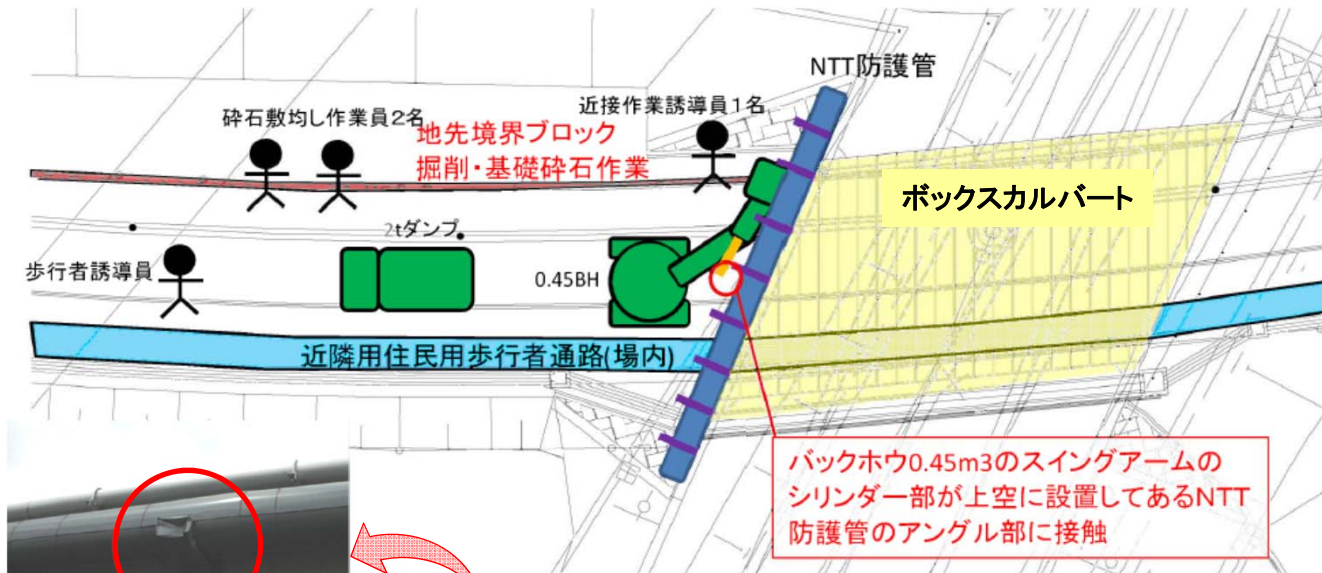 NTT防護管
近接作業誘導員1名
砕石敷均し作業員2名
地先境界ブロック
掘削・基礎砕石作業
ボックスカルバート
2tダンプ
歩行者誘導員
0.45BH
近隣用住民用歩行者通路(場内)
バックホウ0.45m3のスイングアームの
シリンダー部が上空に設置してあるNTT
防護管のアングル部に接触